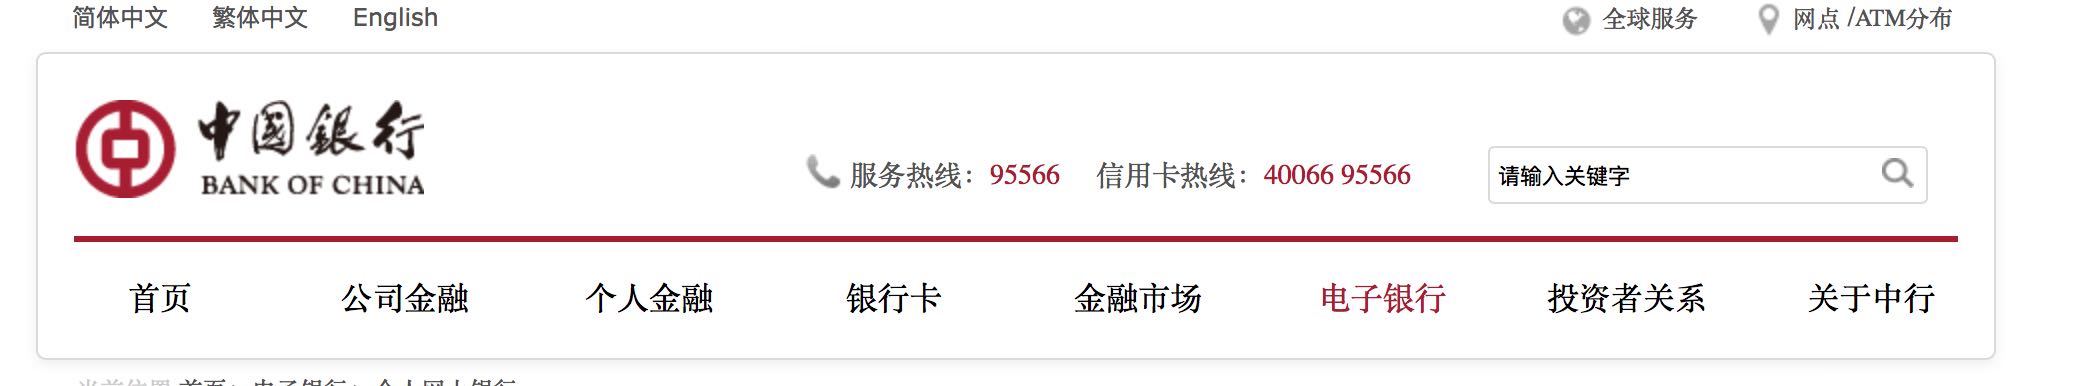 简体中文 繁体中文 English 全球服务 网点 /ATM分布
中国銀行
BANK OF CHINA
服务热线：95566 信用卡热线：40066 95566 请输入关键字
首页 公司金融 个人金融 银行卡 金融市场 电子银行 投资者关系 关于中行